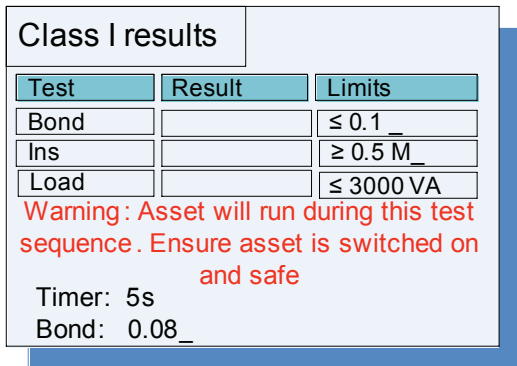 Class I results
Test Result Limits
Bond ≤ 0.1 _
Ins ≥ 0.5 M_
Load ≤ 3000 VA
Warning: Asset will run during this test
sequence. Ensure asset is switched on
and safe
Timer: 5s
Bond: 0.08_